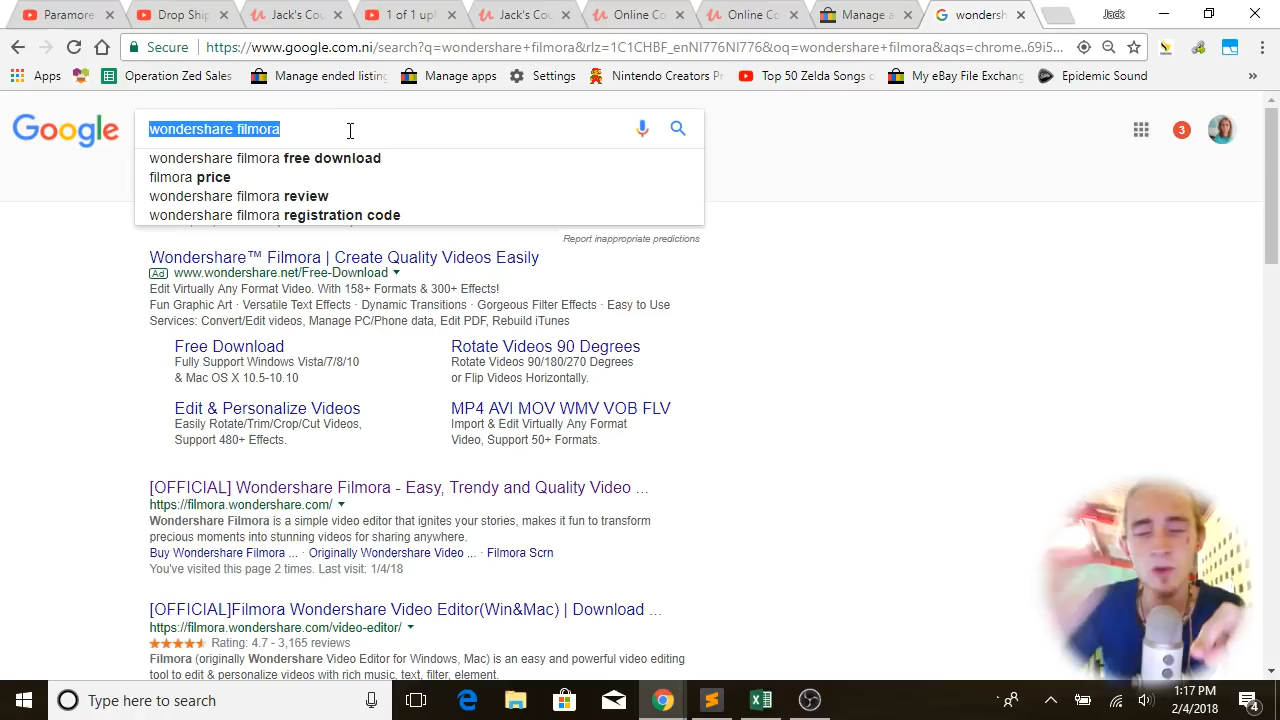 Paramore
Drop Ship
Jack's Cou
1 of 1 upl
Jack's Cou
Online Co
Online Co
Manage a
wondersh
Jack
Secure
https://www.google.com.ni/search?q=wondershare+filmora&rlz=1C1CHBF_enNI776NI776&oq=wondershare+filmora&aqs=chrome..69i5...
Apps
Operation Zed Sales
Manage ended listing
Manage apps
Settings
Nintendo Creators Pr
Top 50 Zelda Songs o
My eBay File Exchang
Epidemic Sound
»
Google
wondershare filmora
3
wondershare filmora free download
filmora price
wondershare filmora review
wondershare filmora registration code
Report inappropriate predictions
Wondershare™ Filmora | Create Quality Videos Easily
Ad www.wondershare.net/Free-Download
Edit Virtually Any Format Video. With 158+ Formats & 300+ Effects!
Fun Graphic Art · Versatile Text Effects · Dynamic Transitions · Gorgeous Filter Effects · Easy to Use
Services: Convert/Edit videos, Manage PC/Phone data, Edit PDF, Rebuild iTunes
Free Download
Fully Support Windows Vista/7/8/10
& Mac OS X 10.5-10.10
Rotate Videos 90 Degrees
Rotate Videos 90/180/270 Degrees
or Flip Videos Horizontally.
Edit & Personalize Videos
Easily Rotate/Trim/Crop/Cut Videos,
Support 480+ Effects.
MP4 AVI MOV WMV VOB FLV
Import & Edit Virtually Any Format
Video, Support 50+ Formats.
[OFFICIAL] Wondershare Filmora - Easy, Trendy and Quality Video ...
https://filmora.wondershare.com/
Wondershare Filmora is a simple video editor that ignites your stories, makes it fun to transform
precious moments into stunning videos for sharing anywhere.
Buy Wondershare Filmora ... · Originally Wondershare Video ... · Filmora Scrn
You've visited this page 2 times. Last visit: 1/4/18
[OFFICIAL]Filmora Wondershare Video Editor(Win&Mac) | Download ...
https://filmora.wondershare.com/video-editor/
Rating: 4.7 - 3,165 reviews
Filmora (originally Wondershare Video Editor for Windows, Mac) is an easy and powerful video editing
tool to edit & personalize videos with rich music, text, filter, element.
Type here to search
1:17 PM
2/4/2018
4